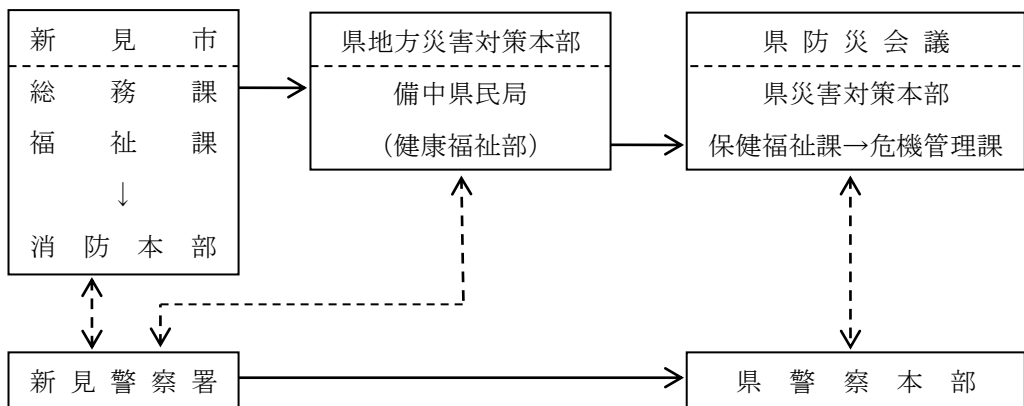 新見市
総務課
福祉課
↓
消防本部
県地方災害対策本部
備中県民局
（健康福祉部）
県防災会議
県災害対策本部
保健福祉課→危機管理課
新見警察署
県警察本部